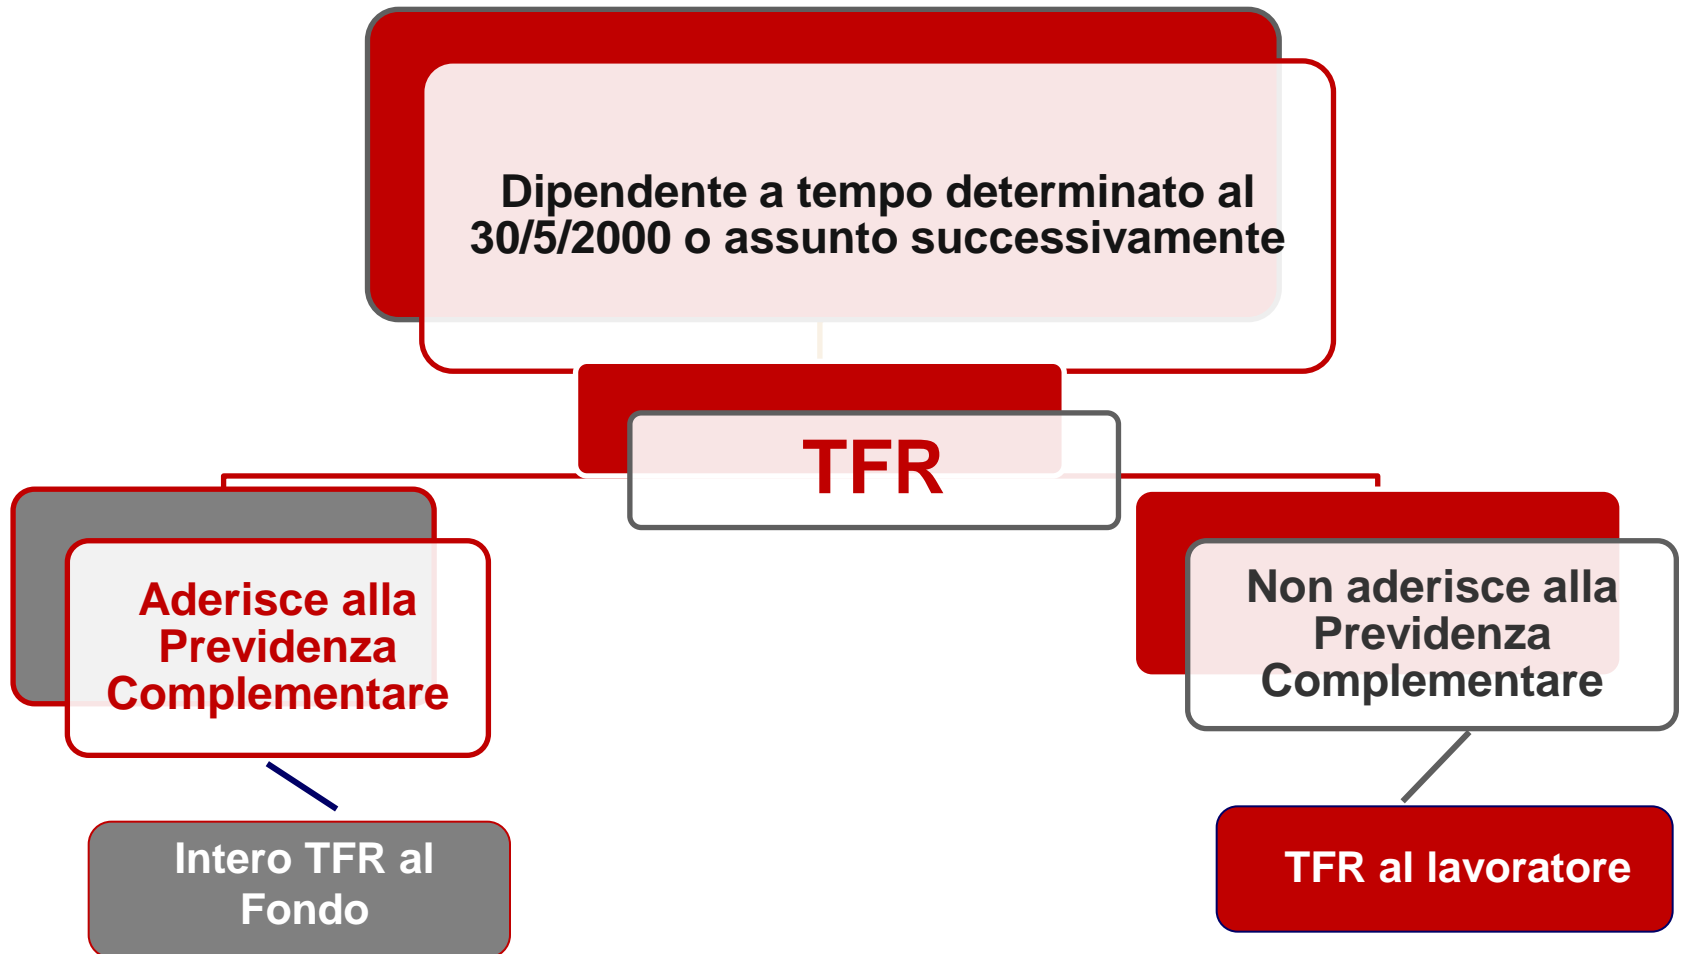 Dipendente a tempo determinato al
30/5/2000 o assunto successivamente
TFR
Aderisce alla
Previdenza
Complementare
Non aderisce alla
Previdenza
Complementare
Intero TFR al
Fondo
TFR al lavoratore